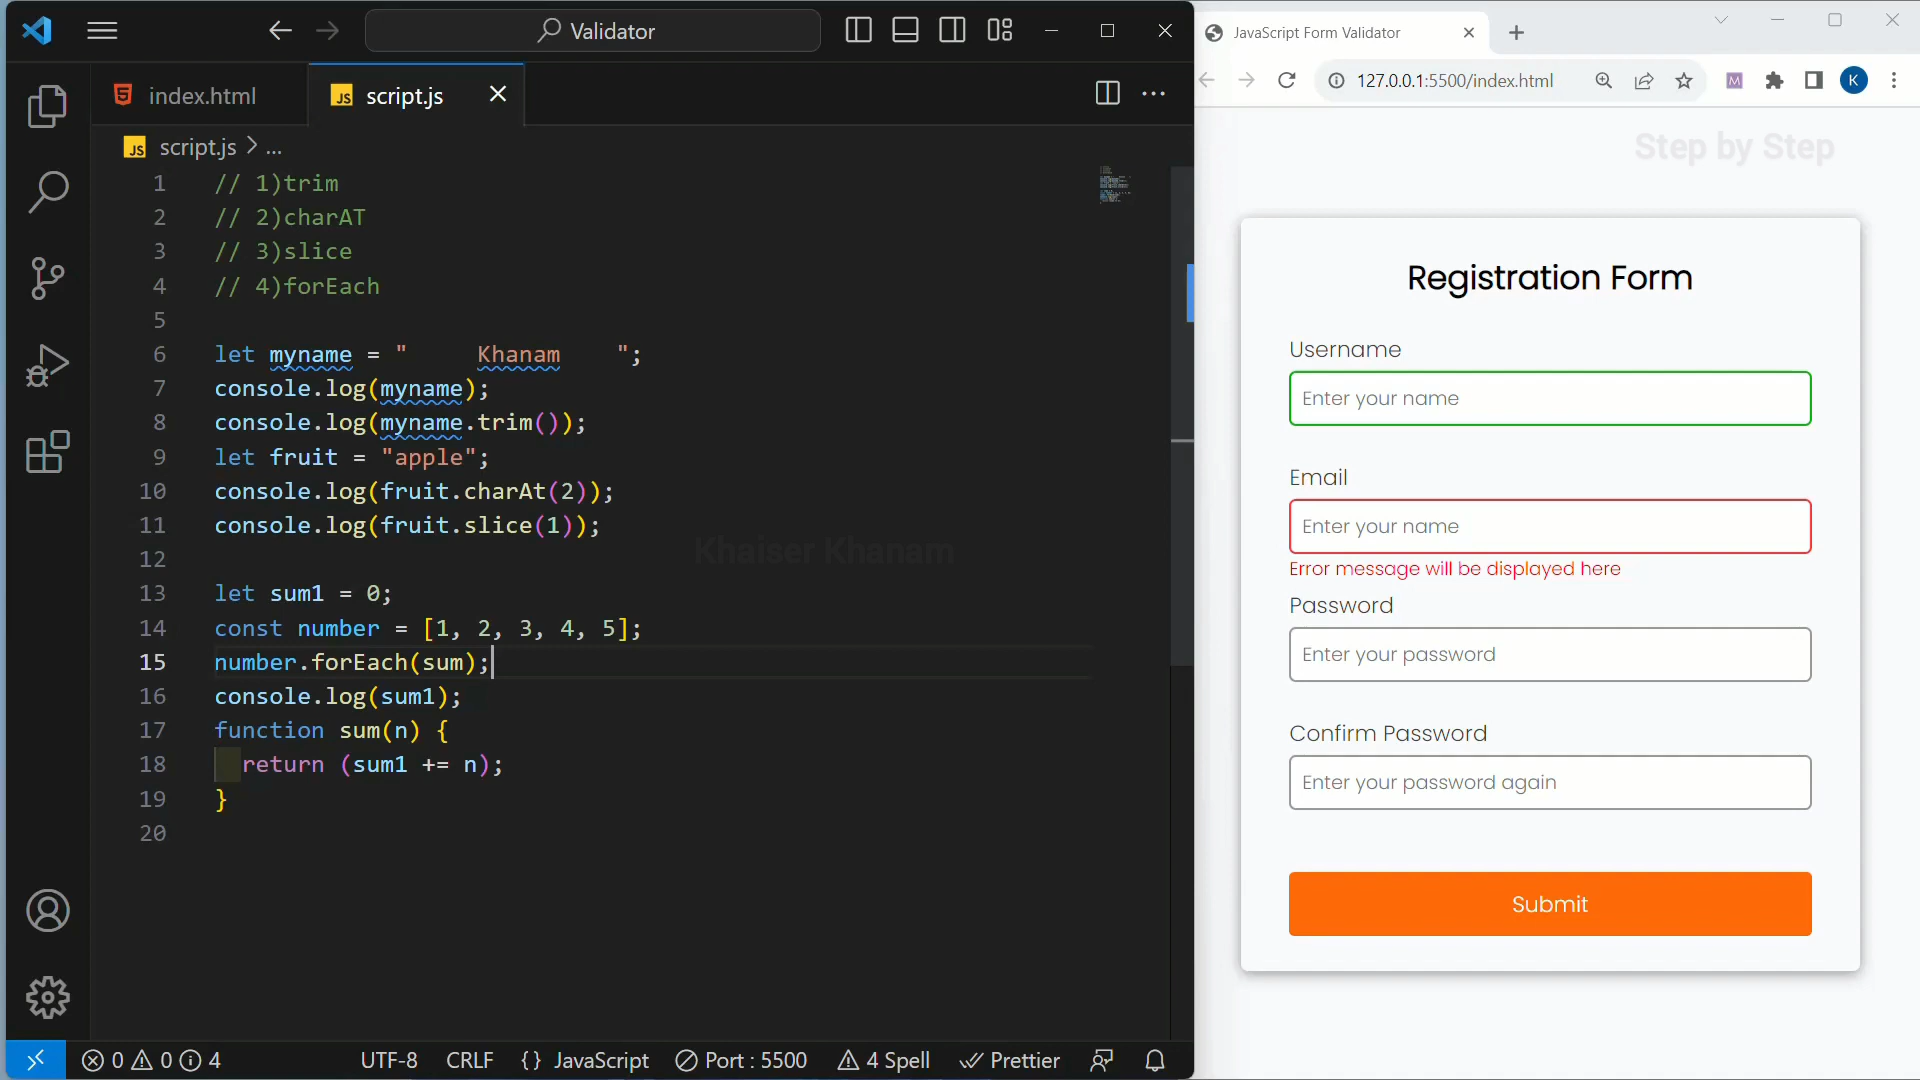 Validator
index.html
script.js
script.js > ...
1 // 1)trim
2 // 2)charAT
3 // 3)slice
4 // 4)forEach
5
6 let myname = "     Khanam    ";
7 console.log(myname);
8 console.log(myname.trim());
9 let fruit = "apple";
10 console.log(fruit.charAt(2));
11 console.log(fruit.slice(1));
12
13 let sum1 = 0;
14 const number = [1, 2, 3, 4, 5];
15 number.forEach(sum);
16 console.log(sum1);
17 function sum(n) {
18   return (sum1 += n);
19 }
20
Khaiser Khanam
0 0 4
UTF-8
CRLF
{} JavaScript
Port : 5500
4 Spell
Prettier
JavaScript Form Validator
127.0.0.1:5500/index.html
M
K
Step by Step
Registration Form
Username
Enter your name
Email
Enter your name
Error message will be displayed here
Password
Enter your password
Confirm Password
Enter your password again
Submit